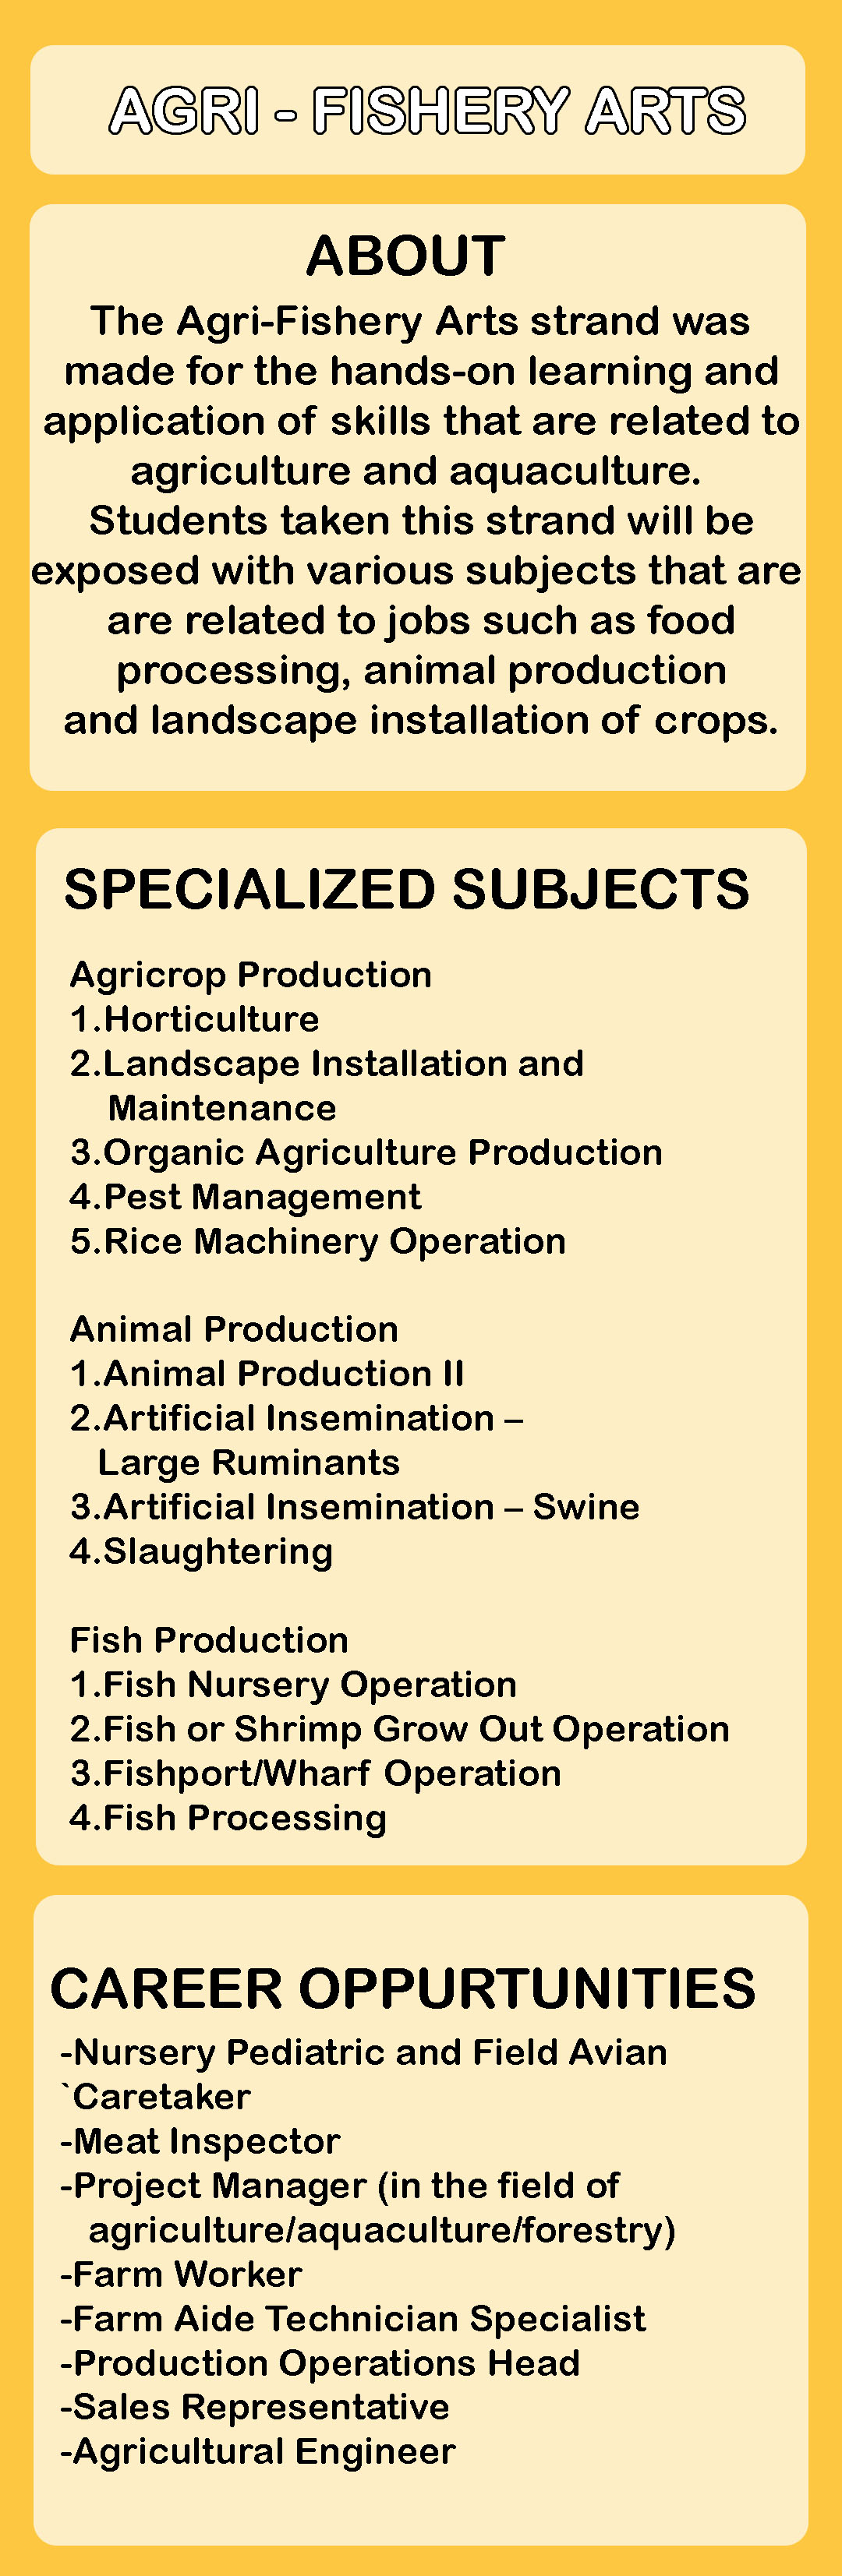 AGRI - FISHERY ARTS
ABOUT
The Agri-Fishery Arts strand was
made for the hands-on learning and
application of skills that are related to
agriculture and aquaculture.
Students taken this strand will be
exposed with various subjects that are
are related to jobs such as food
processing, animal production
and landscape installation of crops.
SPECIALIZED SUBJECTS
Agricrop Production
1.Horticulture
2.Landscape Installation and
Maintenance
3.Organic Agriculture Production
4.Pest Management
5.Rice Machinery Operation
Animal Production
1.Animal Production II
2.Artificial Insemination –
Large Ruminants
3.Artificial Insemination – Swine
4.Slaughtering
Fish Production
1.Fish Nursery Operation
2.Fish or Shrimp Grow Out Operation
3.Fishport/Wharf Operation
4.Fish Processing
CAREER OPPURTUNITIES
-Nursery Pediatric and Field Avian
`Caretaker
-Meat Inspector
-Project Manager (in the field of
agriculture/aquaculture/forestry)
-Farm Worker
-Farm Aide Technician Specialist
-Production Operations Head
-Sales Representative
-Agricultural Engineer